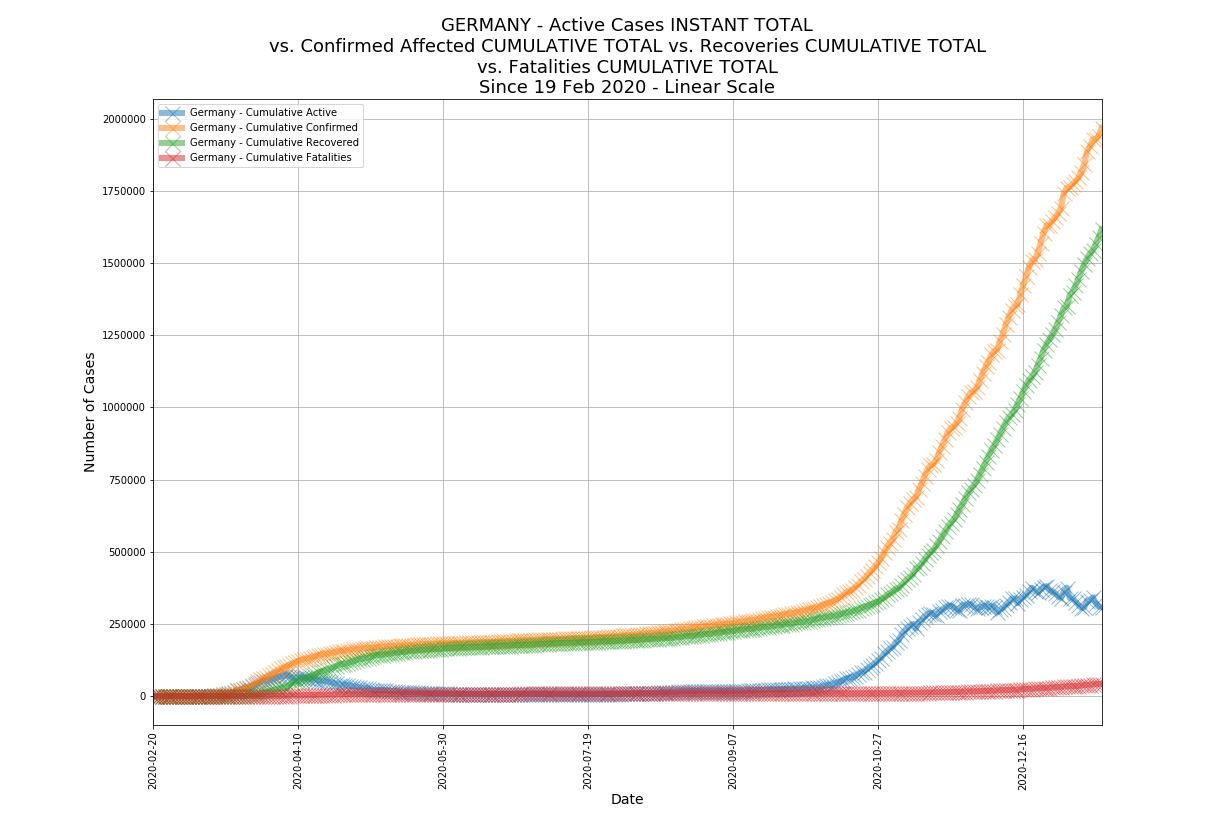 GERMANY - Active Cases INSTANT TOTAL
vs. Confirmed Affected CUMULATIVE TOTAL vs. Recoveries CUMULATIVE TOTAL
vs. Fatalities CUMULATIVE TOTAL
Since 19 Feb 2020 - Linear Scale
Germany - Cumulative Active
Germany - Cumulative Confirmed
Germany - Cumulative Recovered
Germany - Cumulative Fatalities
2000000
1750000
1500000
1250000
1000000
750000
500000
250000
0
Number of Cases
2020-02-20
2020-04-10
2020-05-30
2020-07-19
2020-09-07
2020-10-27
2020-12-16
Date